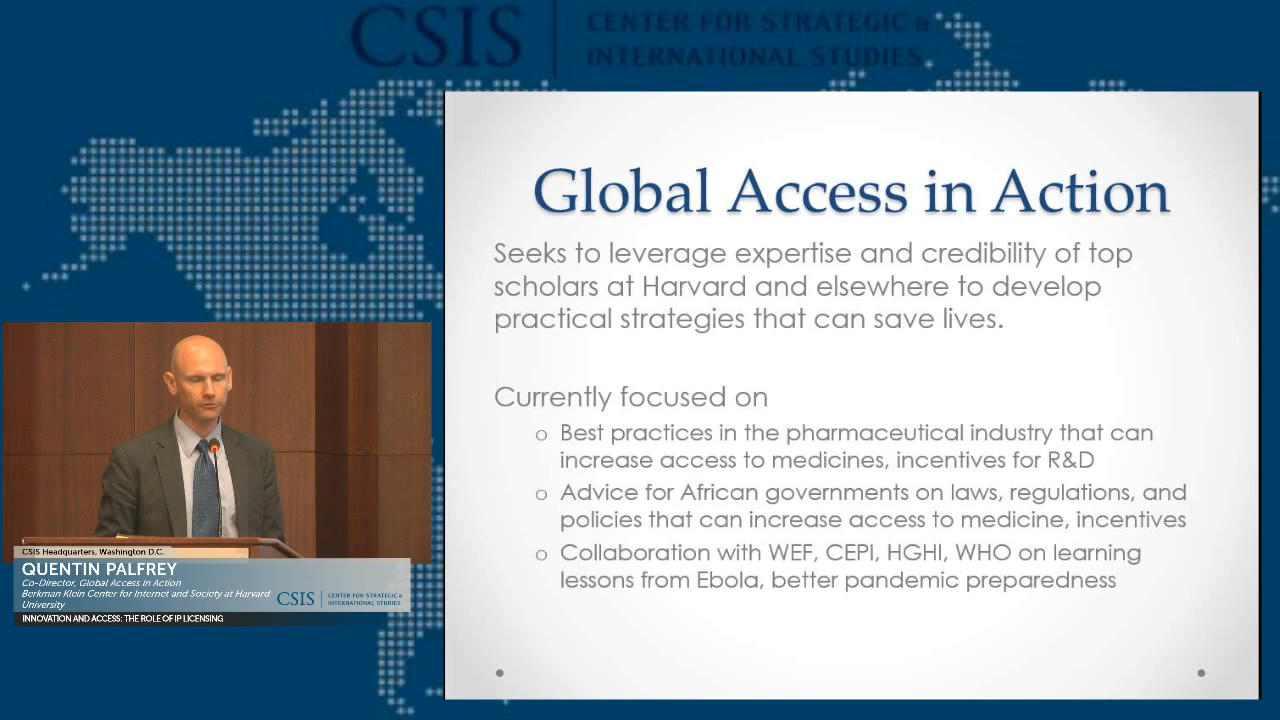 CSIS
CENTER FOR STRATEGIC &
INTERNATIONAL STUDIES
Global Access in Action
Seeks to leverage expertise and credibility of top
scholars at Harvard and elsewhere to develop
practical strategies that can save lives.
Currently focused on
o Best practices in the pharmaceutical industry that can
increase access to medicines, incentives for R&D
o Advice for African governments on laws, regulations, and
policies that can increase access to medicine, incentives
o Collaboration with WEF, CEPI, HGHI, WHO on learning
lessons from Ebola, better pandemic preparedness
CSIS Headquarters, Washington D.C.
QUENTIN PALFREY
Co-Director, Global Access in Action
Berkman Klein Center for Internet and Society at Harvard
University
CSIS
CENTER FOR STRATEGIC &
INTERNATIONAL STUDIES
INNOVATION AND ACCESS: THE ROLE OF IP LICENSING